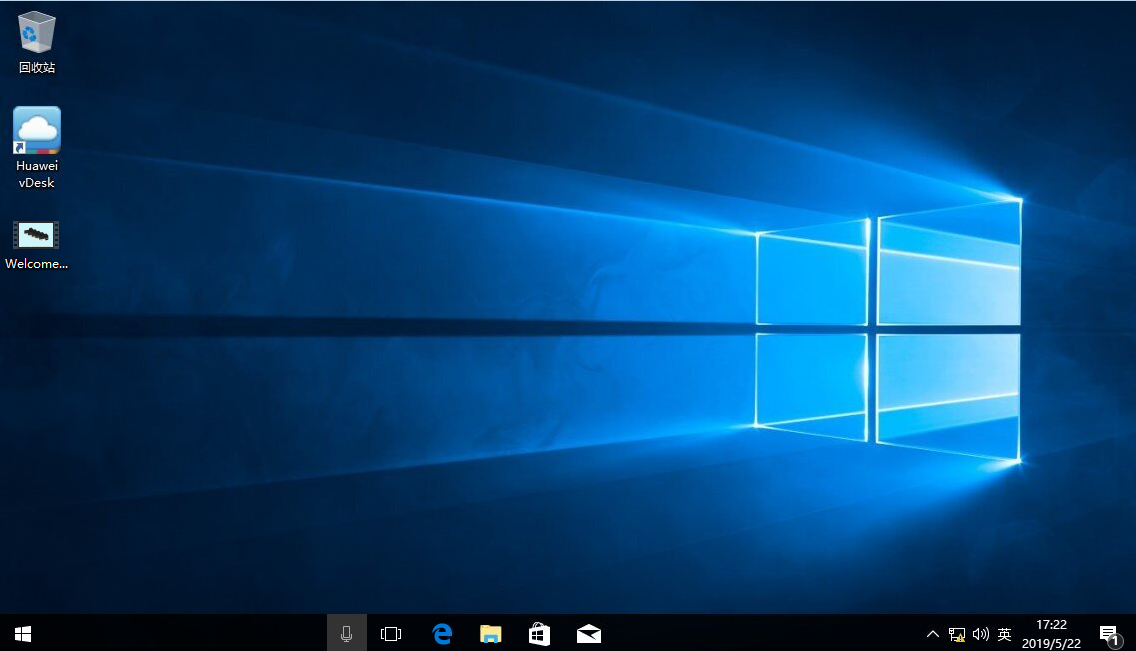 回收站
Huawei
vDesk
Welcome...
英
17:22
2019/5/22
1